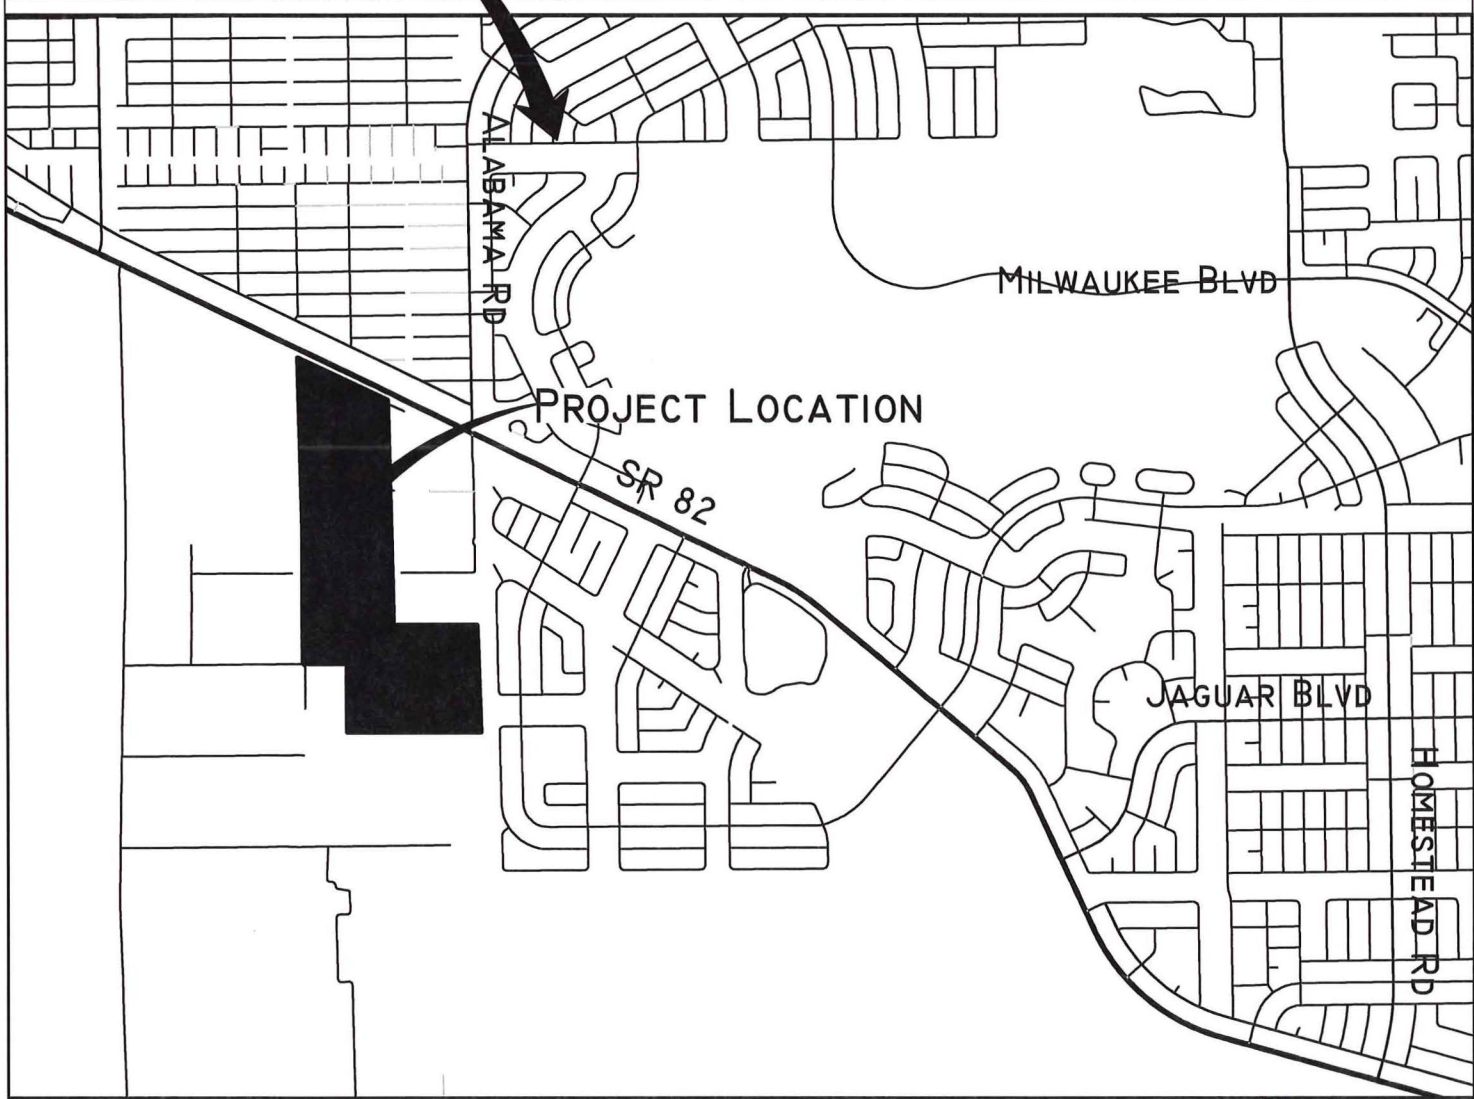 ALABAMA RD
MILWAUKEE BLVD
PROJECT LOCATION
SR 82
JAGUAR BLVD
HOMESTEAD RD